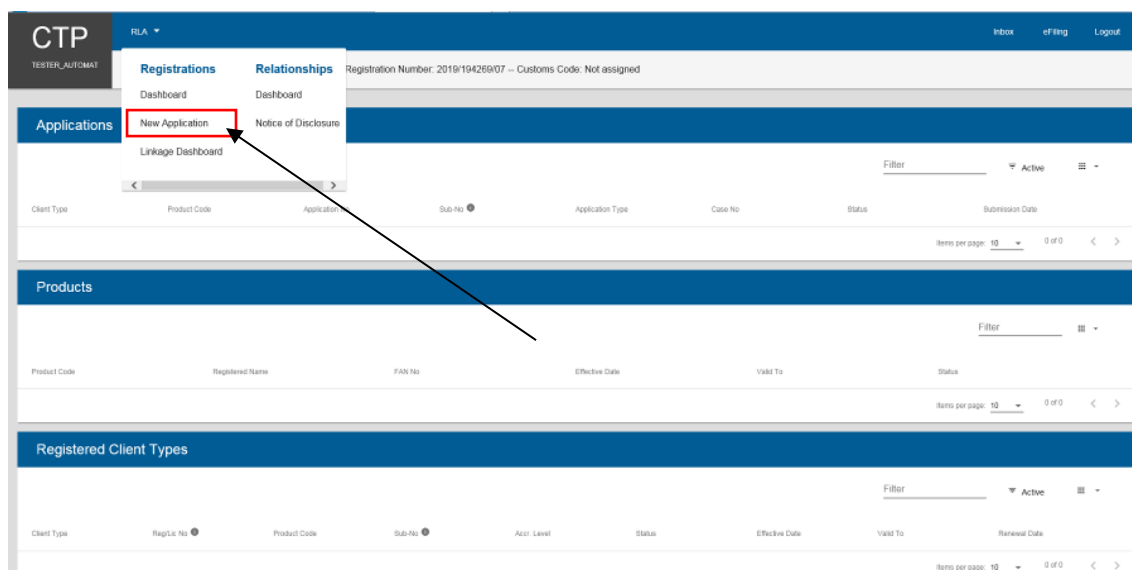 CTP
RLA
Inbox eFiling Logout
TESTER_AUTOMAT
Registrations Relationships
Registration Number: 2019/194269/07 -- Customs Code: Not assigned
Dashboard Dashboard
New Application Notice of Disclosure
Linkage Dashboard
Applications
Filter Active
Client Type Product Code Application Sub-No Application Type Case No Status Submission Date
Items per page: 10 0 of 0
Products
Filter
Product Code Registered Name FAN No Effective Date Valid To Status
Items per page: 10 0 of 0
Registered Client Types
Filter Active
Client Type Reg/Lic No Product Code Sub-No Accr. Level Status Effective Date Valid To Renewal Date
Items per page: 10 0 of 0